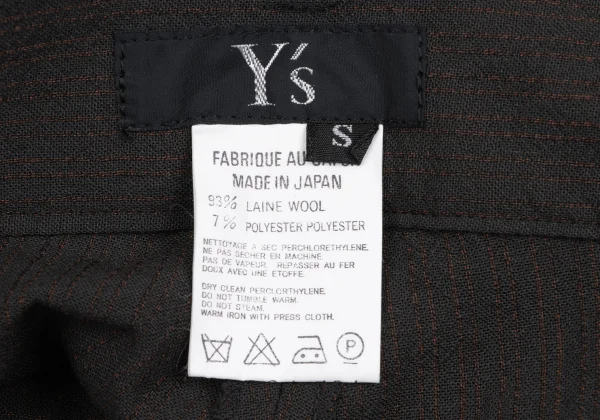 Y's
S
FABRIQUE AU JAPON
MADE IN JAPAN
93% LAINE WOOL
7% POLYESTER POLYESTER
NETTOYAGE A SEC PERCHLORETHYLENE.
NE PAS SECHER EN MACHINE.
PAS DE VAPEUR. REPASSER AU FER
DOUX AVEC UNE ETOFFE.
DRY CLEAN PERCLORTHYLENE.
DO NOT TUMBLE WARM.
DO NOT STEAM.
WARM IRON WITH PRESS CLOTH.
P